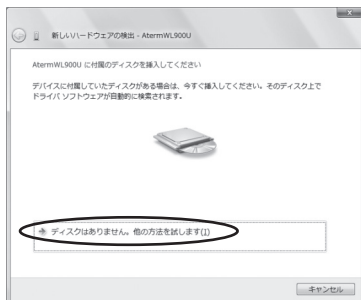 新しいハードウェアの検出 - AtermWL900U
AtermWL900U に付属のディスクを挿入してください
デバイスに付属していたディスクがある場合は、今すぐ挿入してください。そのディスク上で
ドライバ ソフトウェアが自動的に検索されます。
ディスクはありません。他の方法を試します(I)
キャンセル